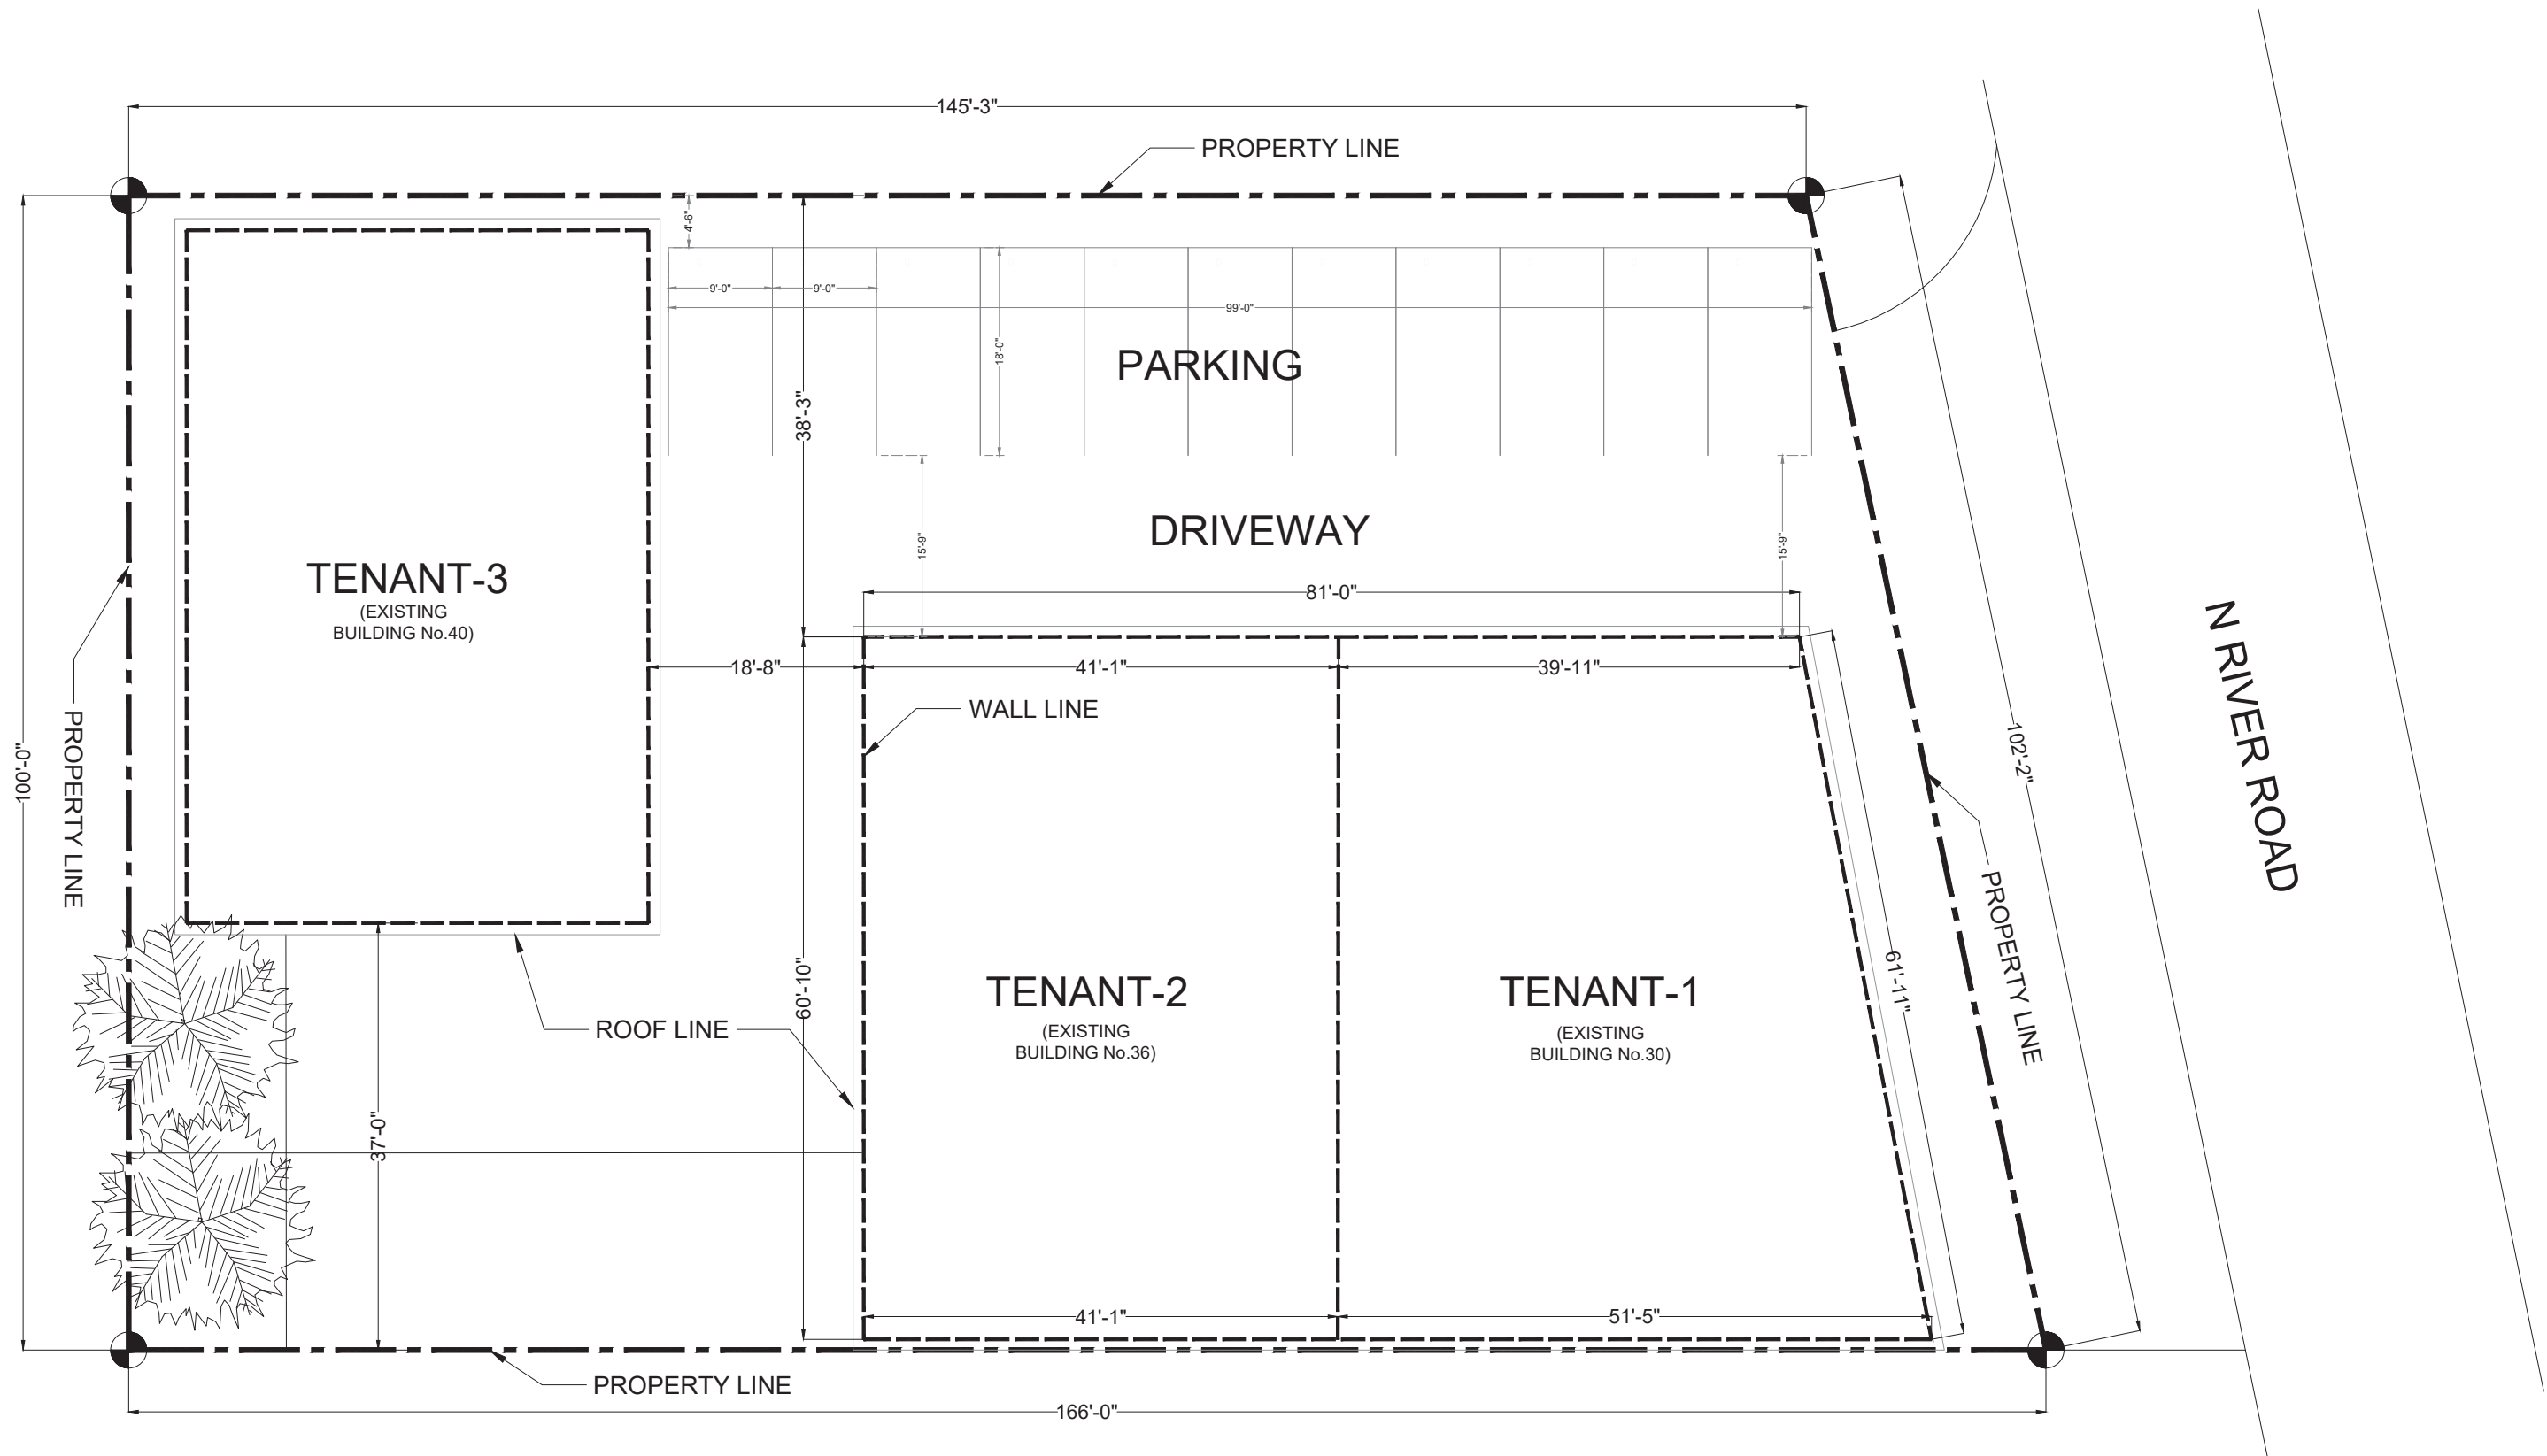 145'-3"
PROPERTY LINE
4'-6"
9'-0"
9'-0"
99'-0"
18'-0"
PARKING
38'-3"
DRIVEWAY
15'-9"
15'-9"
TENANT-3
(EXISTING
BUILDING No.40)
81'-0"
18'-8"
41'-1"
39'-11"
WALL LINE
100'-0"
PROPERTY LINE
N RIVER ROAD
102'-2"
PROPERTY LINE
61'-11"
60'-10"
TENANT-2
(EXISTING
BUILDING No.36)
TENANT-1
(EXISTING
BUILDING No.30)
ROOF LINE
37'-0"
41'-1"
51'-5"
PROPERTY LINE
166'-0"